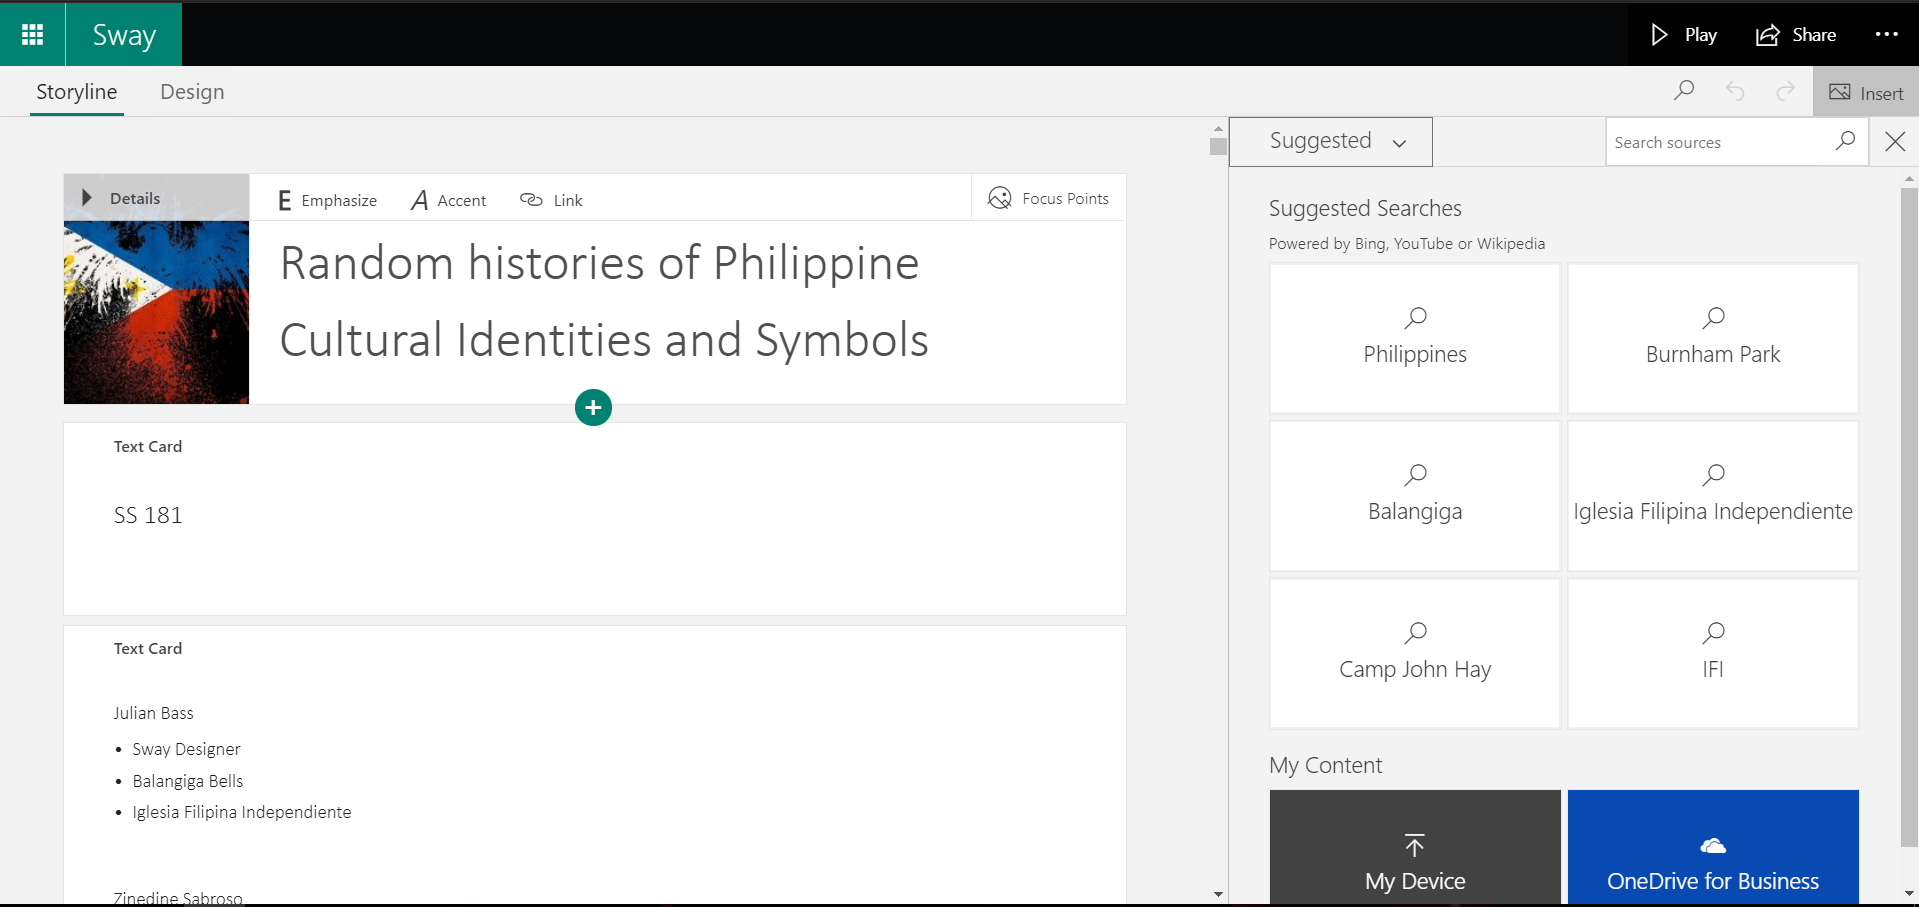 Sway
Play
Share
Storyline
Design
Insert
Suggested
Search sources
Details
Emphasize
Accent
Link
Focus Points
Random histories of Philippine
Cultural Identities and Symbols
Text Card
SS 181
Text Card
Julian Bass
• Sway Designer
• Balangiga Bells
• Iglesia Filipina Independiente
Zinedine Sabroso
Suggested Searches
Powered by Bing, YouTube or Wikipedia
Philippines
Burnham Park
Balangiga
Iglesia Filipina Independiente
Camp John Hay
IFI
My Content
My Device
OneDrive for Business